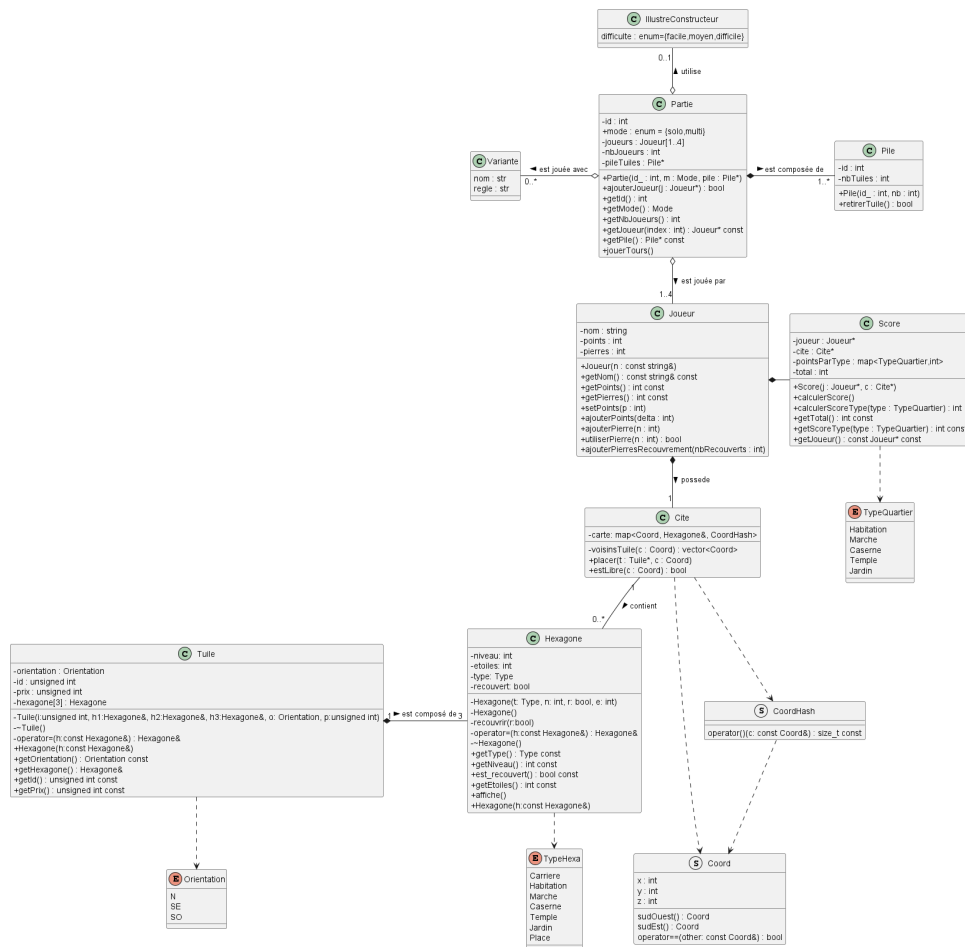 C IllustreConstructeur
difficulte : enum={facile,moyen,difficile}
0..1
utilise
C Partie
-id : int
+mode : enum = {solo,multi}
-joueurs : Joueur[1..4]
-nbJoueurs : int
-pileTuiles : Pile*
+Partie(id_ : int, m : Mode, pile : Pile*)
+ajouterJoueur(j : Joueur*) : bool
+getId() : int
+getMode() : Mode
+getNbJoueurs() : int
+getJoueur(index : int) : Joueur* const
+getPile() : Pile* const
+jouerTours()
C Variante
nom : str
regle : str
est jouée avec
0..*
est composée de
1..*
C Pile
-id : int
-nbTuiles : int
+Pile(id_ : int, nb : int)
+retirerTuile() : bool
est jouée par
1..4
C Joueur
-nom : string
-points : int
-pierres : int
+Joueur(n : const string&)
+getNom() : const string& const
+getPoints() : int const
+getPierres() : int const
+setPoints(p : int)
+ajouterPoints(delta : int)
+ajouterPierre(n : int)
+utiliserPierre(n : int) : bool
+ajouterPierresRecouvrement(nbRecouverts : int)
C Score
-joueur : Joueur*
-cite : Cite*
-pointsParType : map<TypeQuartier,int>
-total : int
+Score(j : Joueur*, c : Cite*)
+calculerScore()
+calculerScoreType(type : TypeQuartier) : int
+getTotal() : int const
+getScoreType(type : TypeQuartier) : int const
+getJoueur() : const Joueur* const
possede
1
E TypeQuartier
Habitation
Marche
Caserne
Temple
Jardin
C Cite
-carte: map<Coord, Hexagone&, CoordHash>
-voisinsTuile(c : Coord) : vector<Coord>
+placer(t : Tuile*, c : Coord)
+estLibre(c : Coord) : bool
1
contient
0..*
C Tuile
-orientation : Orientation
-id : unsigned int
-prix : unsigned int
-hexagone[3] : Hexagone
-Tuile(i:unsigned int, h1:Hexagone&, h2:Hexagone&, h3:Hexagone&, o: Orientation, p:unsigned int)
-~Tuile()
-operator=(h:const Hexagone&) : Hexagone&
+Hexagone(h:const Hexagone&)
+getOrientation() : Orientation const
+getHexagone() : Hexagone&
+getId() : unsigned int const
+getPrix() : unsigned int const
1 est composé de 3
C Hexagone
-niveau: int
-etoiles: int
-type: Type
-recouvert: bool
-Hexagone(t: Type, n: int, r: bool, e: int)
-Hexagone()
-recouvrir(r:bool)
-operator=(h:const Hexagone&) : Hexagone&
-~Hexagone()
+getType() : Type const
+getNiveau() : int const
+est_recouvert() : bool const
+getEtoiles() : int const
+affiche()
+Hexagone(h:const Hexagone&)
S CoordHash
operator()(c: const Coord&) : size_t const
E Orientation
N
SE
SO
E TypeHexa
Carriere
Habitation
Marche
Caserne
Temple
Jardin
Place
S Coord
x : int
y : int
z : int
sudOuest() : Coord
sudEst() : Coord
operator==(other: const Coord&) : bool